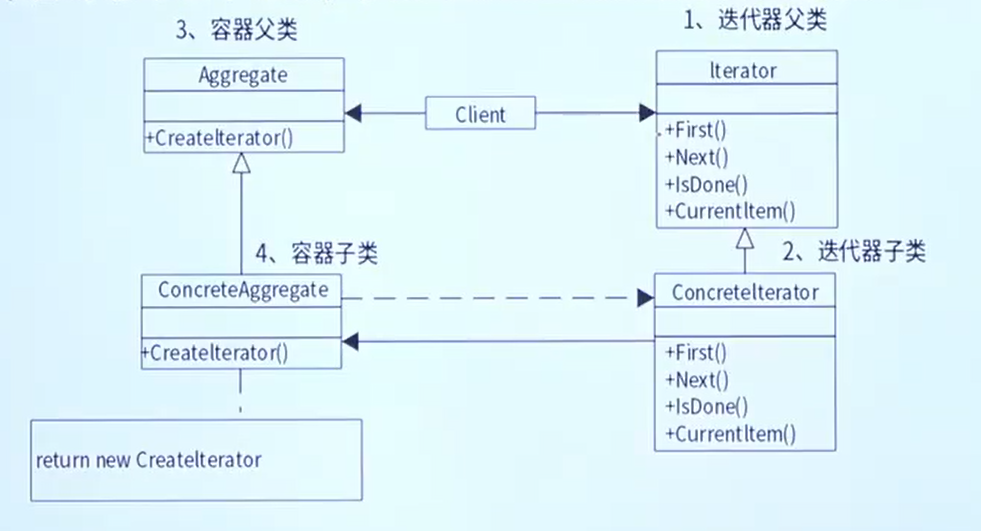 3、容器父类
1、迭代器父类
Aggregate
+CreateIterator()
Client
Iterator
+First()
+Next()
+IsDone()
+CurrentItem()
4、容器子类
2、迭代器子类
ConcreteAggregate
+CreateIterator()
ConcreteIterator
+First()
+Next()
+IsDone()
+CurrentItem()
return new CreateIterator